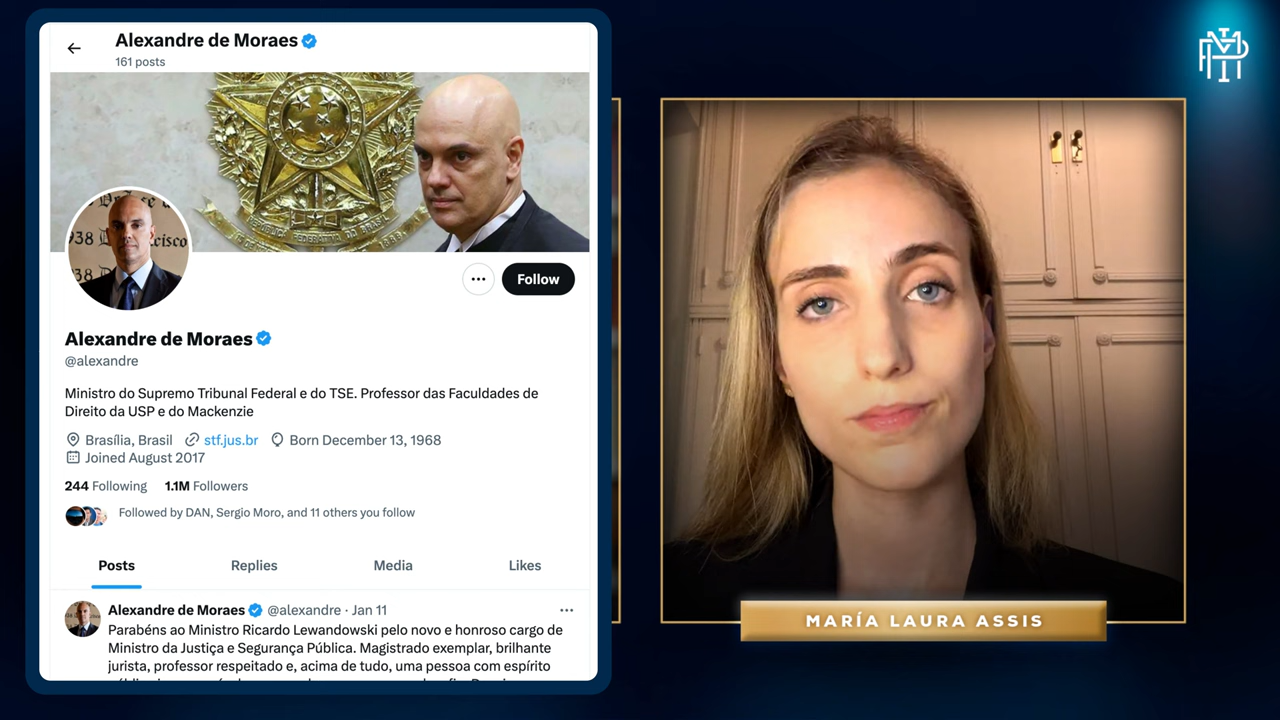 Alexandre de Moraes
161 posts
Follow
Alexandre de Moraes
@alexandre
Ministro do Supremo Tribunal Federal e do TSE. Professor das Faculdades de
Direito da USP e do Mackenzie
Brasília, Brasil stf.jus.br Born December 13, 1968
Joined August 2017
244 Following 1.1M Followers
Followed by DAN, Sergio Moro, and 11 others you follow
Posts Replies Media Likes
Alexandre de Moraes @alexandre · Jan 11
Parabéns ao Ministro Ricardo Lewandowski pelo novo e honroso cargo de
Ministro da Justiça e Segurança Pública. Magistrado exemplar, brilhante
jurista, professor respeitado e, acima de tudo, uma pessoa com espírito
MARÍA LAURA ASSIS